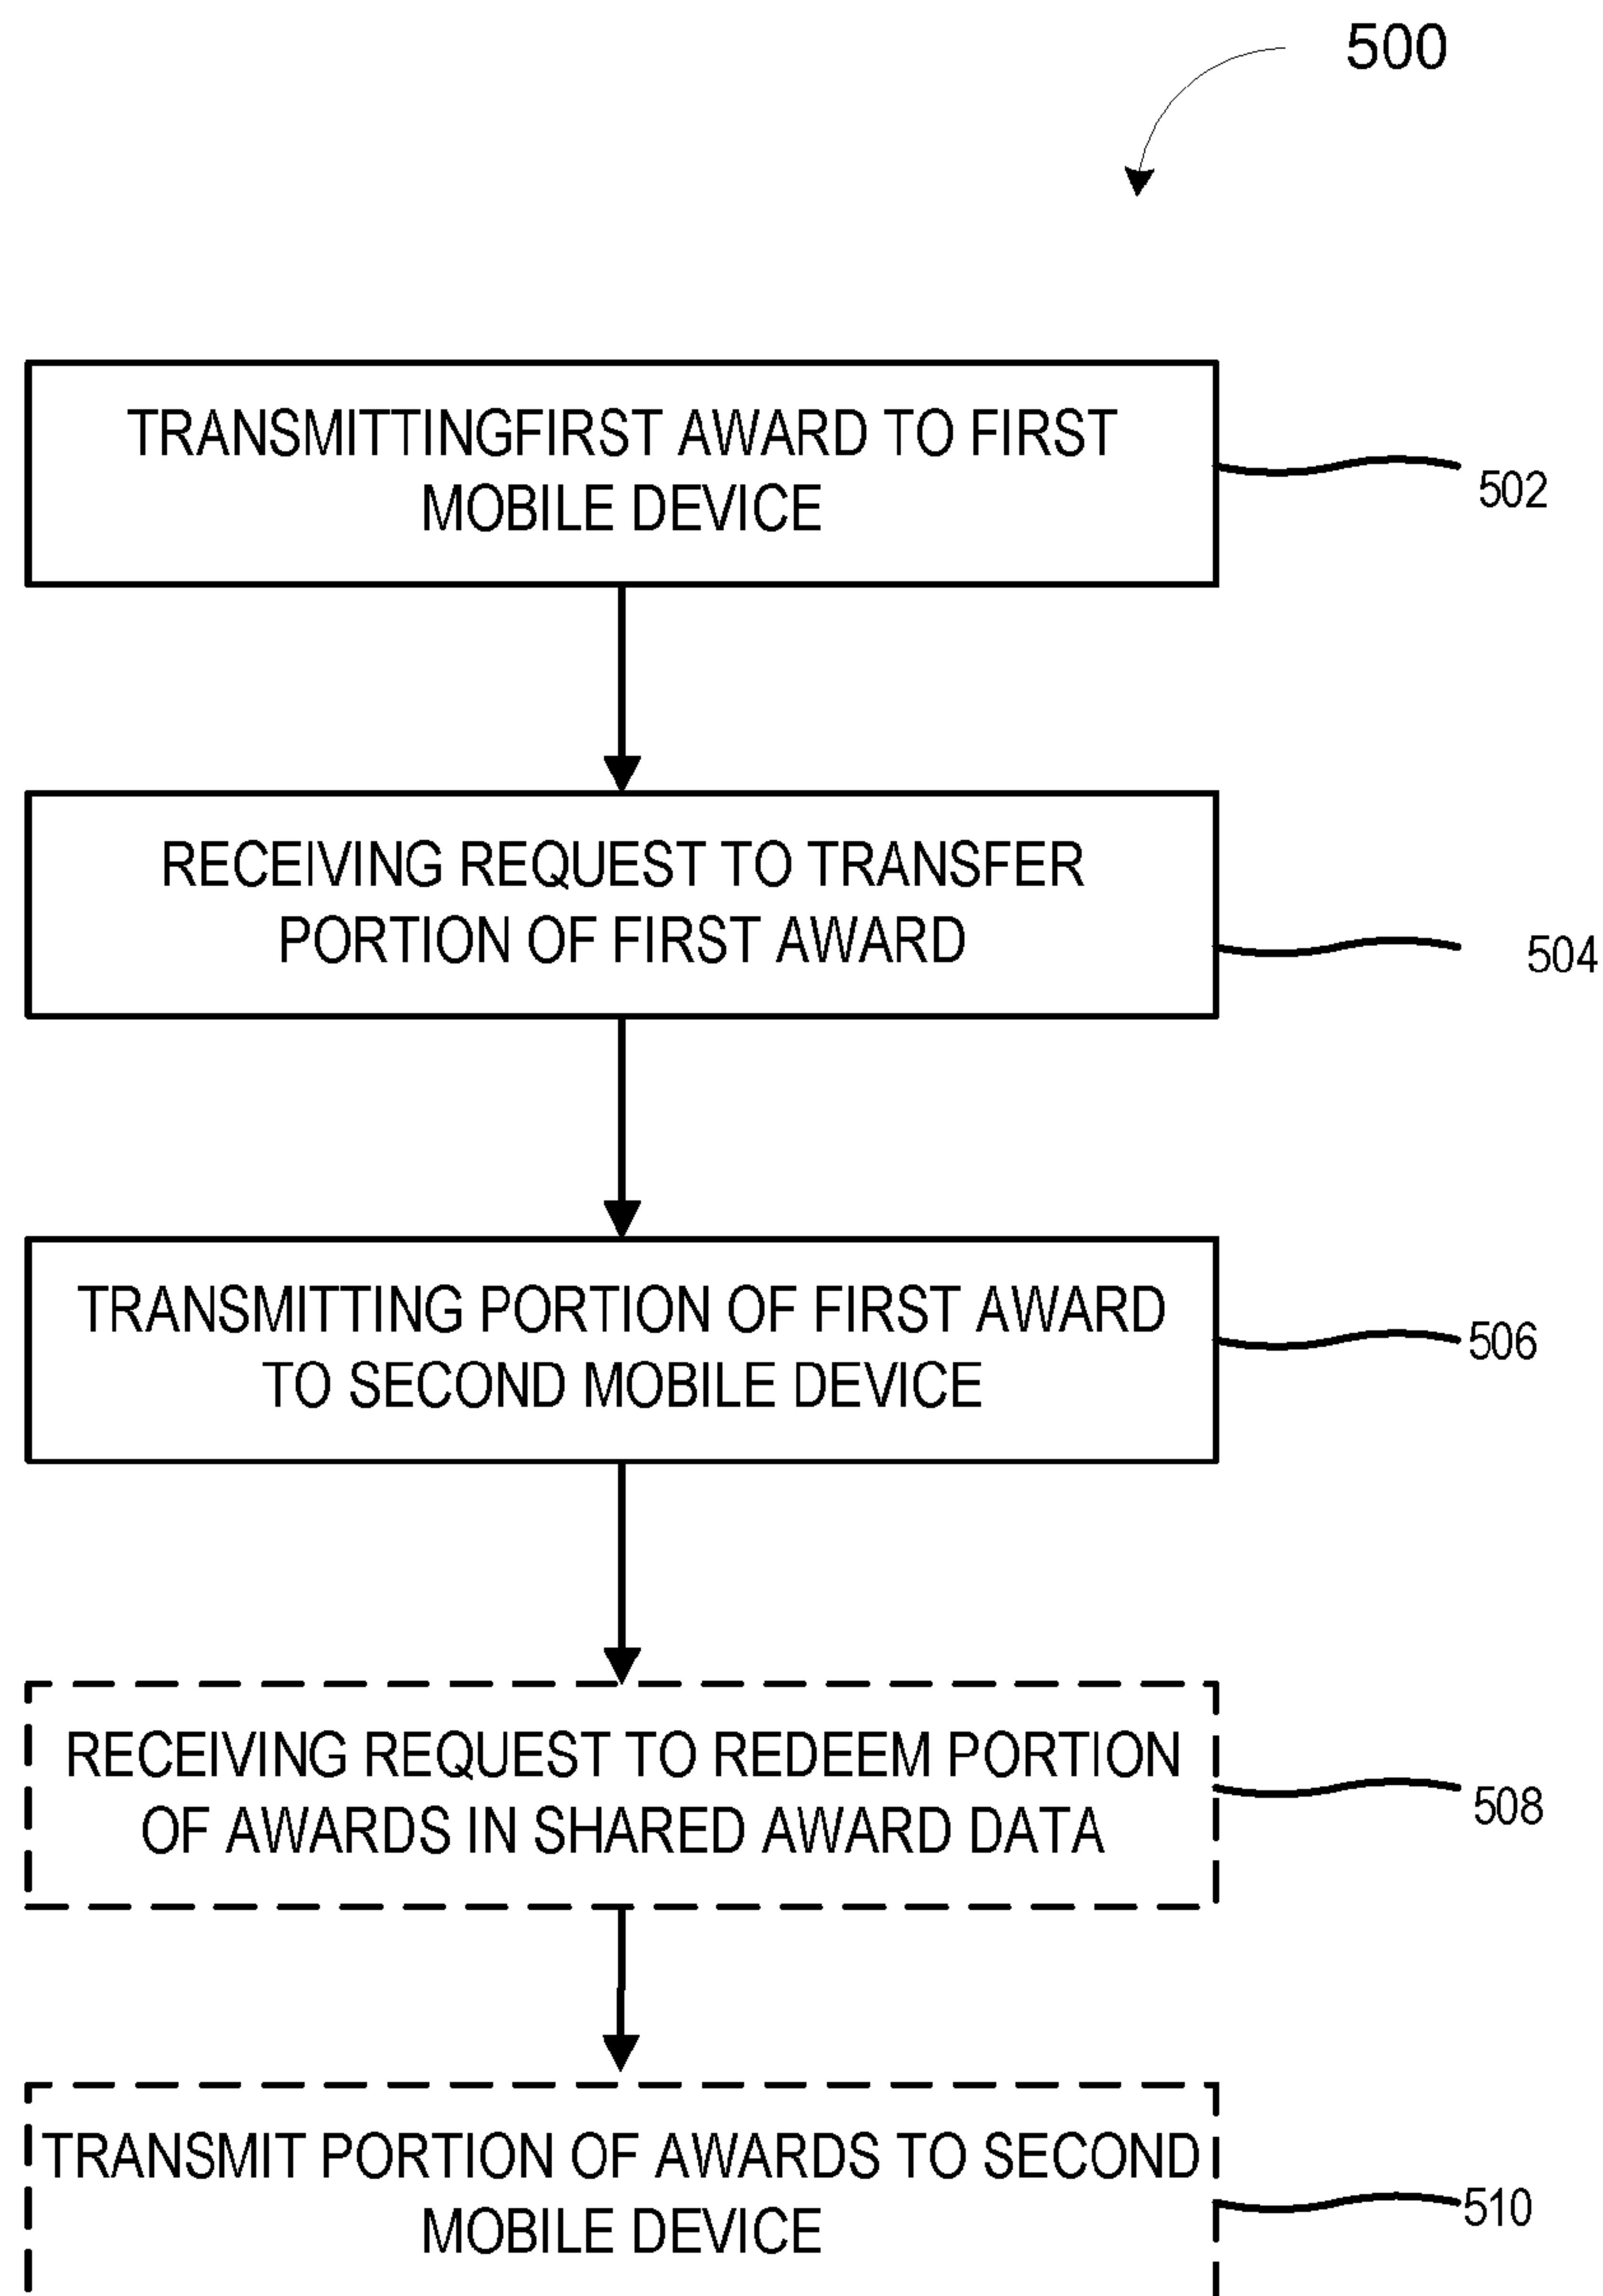 500
TRANSMITTINGFIRST AWARD TO FIRST
MOBILE DEVICE
502
RECEIVING REQUEST TO TRANSFER
PORTION OF FIRST AWARD
504
TRANSMITTING PORTION OF FIRST AWARD
TO SECOND MOBILE DEVICE
506
RECEIVING REQUEST TO REDEEM PORTION
OF AWARDS IN SHARED AWARD DATA
508
TRANSMIT PORTION OF AWARDS TO SECOND
MOBILE DEVICE
510